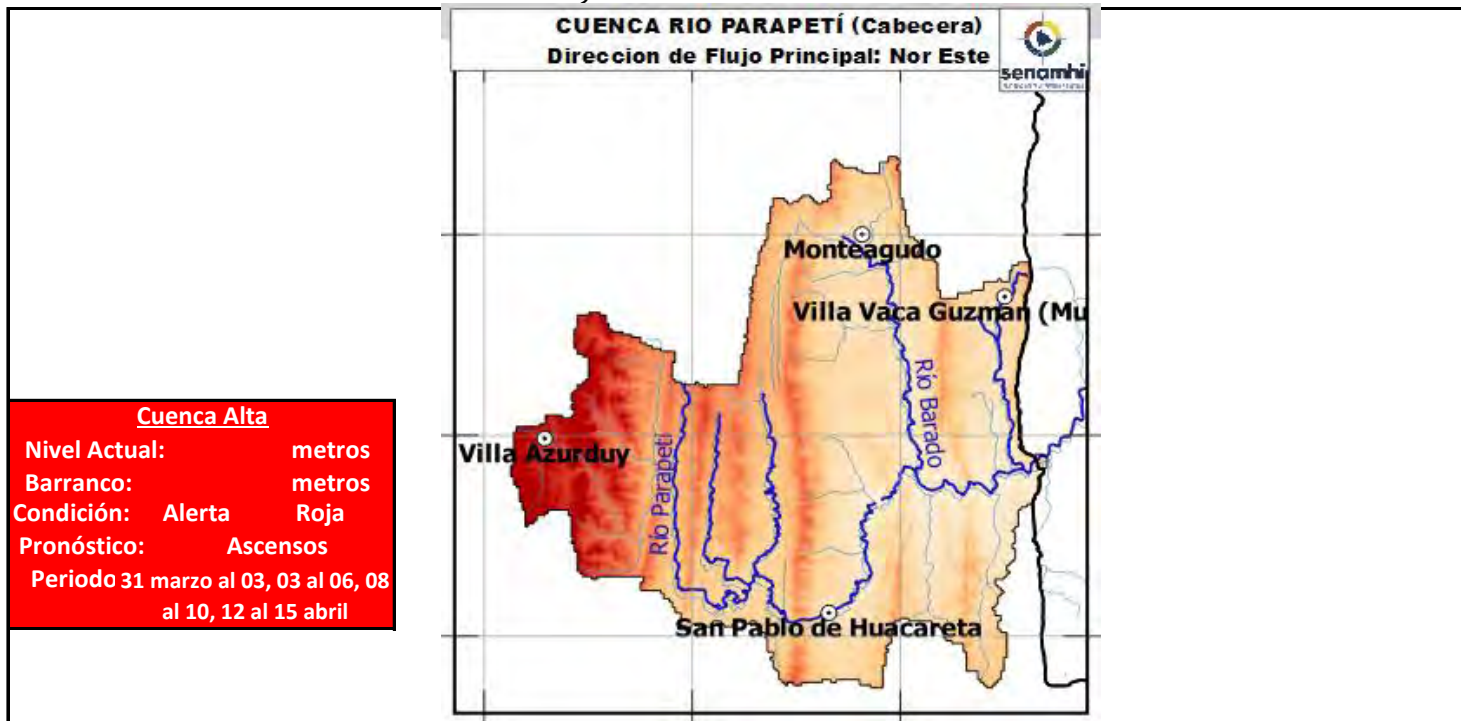 CUENCA RIO PARAPETÍ (Cabecera)
Direccion de Flujo Principal: Nor Este
senamhi
Monteagudo
Villa Vaca Guzmán (Mu
Río Barado
Villa Azurduy
Río Parapetí
San Pablo de Huacareta
Cuenca Alta
Nivel Actual: metros
Barranco: metros
Condición: Alerta Roja
Pronóstico: Ascensos
Periodo 31 marzo al 03, 03 al 06, 08
al 10, 12 al 15 abril